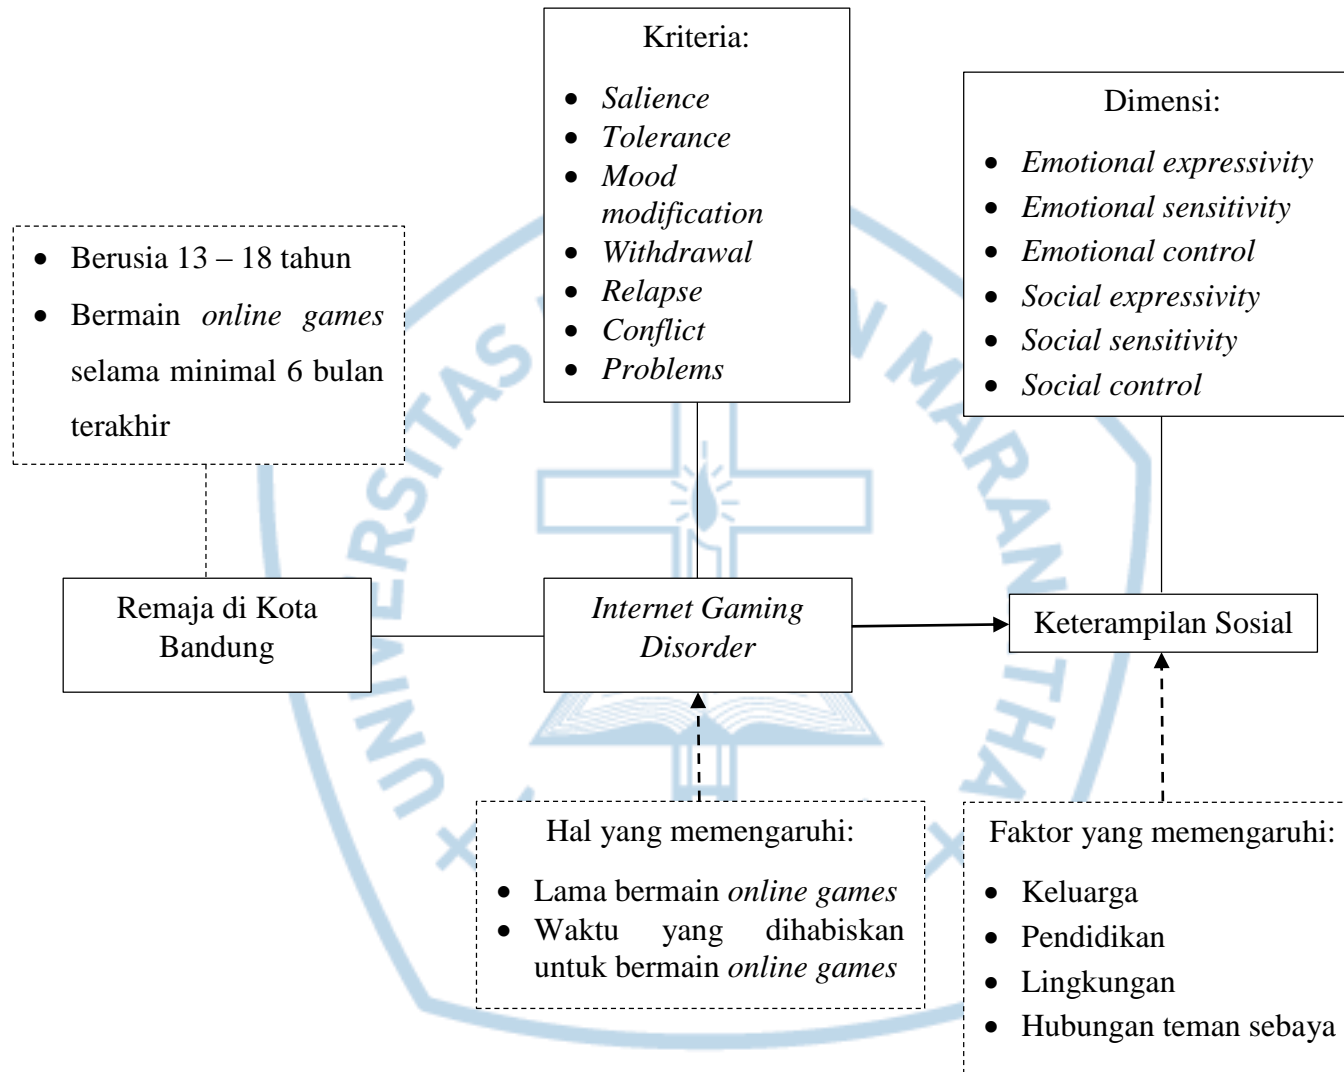 Kriteria:
• Salience
• Tolerance
• Mood
modification
• Withdrawal
• Relapse
• Conflict
• Problems
Dimensi:
• Emotional expressivity
• Emotional sensitivity
• Emotional control
• Social expressivity
• Social sensitivity
• Social control
• Berusia 13 – 18 tahun
• Bermain online games
selama minimal 6 bulan
terakhir
Remaja di Kota
Bandung
Internet Gaming
Disorder
Keterampilan Sosial
Hal yang memengaruhi:
• Lama bermain online games
• Waktu yang dihabiskan
untuk bermain online games
Faktor yang memengaruhi:
• Keluarga
• Pendidikan
• Lingkungan
• Hubungan teman sebaya
UNIVERSITAS
N MARANATHA